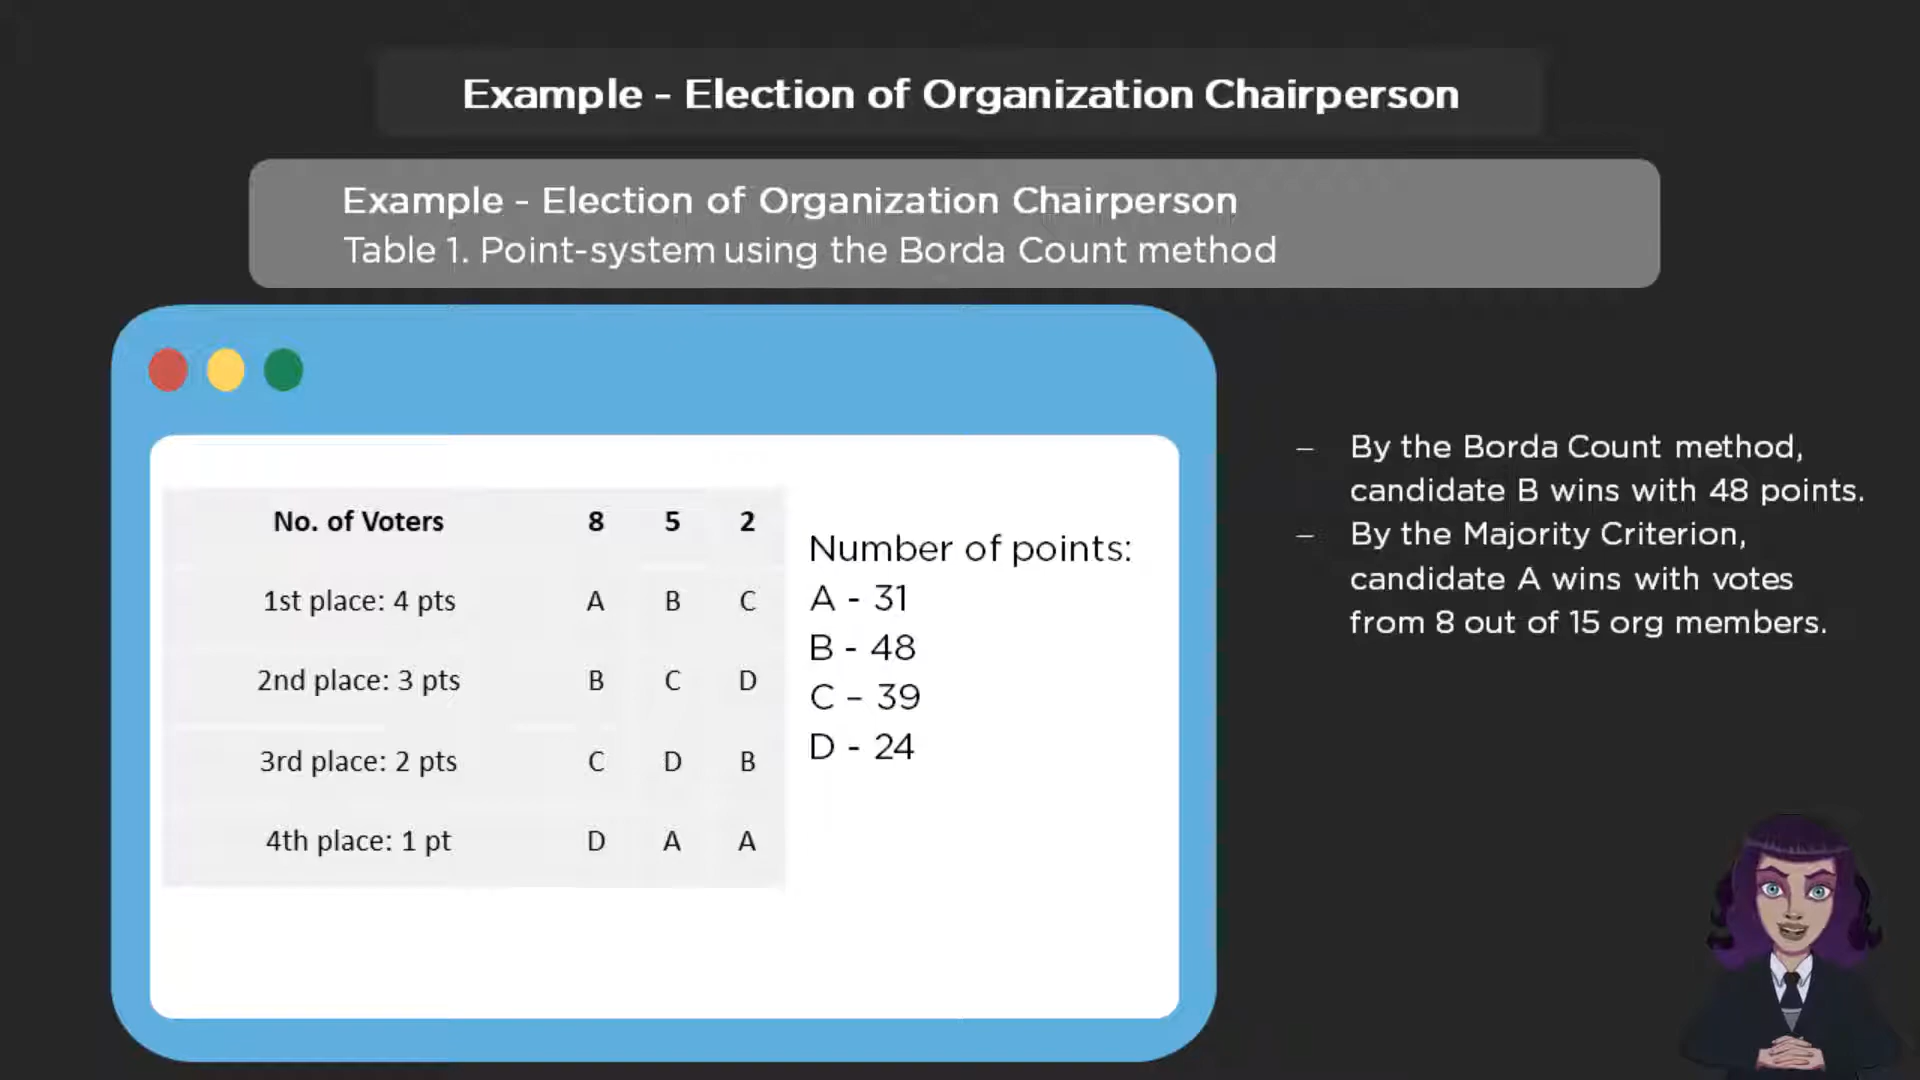 Example - Election of Organization Chairperson
Example - Election of Organization Chairperson
Table 1. Point-system using the Borda Count method
No. of Voters 8 5 2
1st place: 4 pts A B C
2nd place: 3 pts B C D
3rd place: 2 pts C D B
4th place: 1 pt D A A
Number of points:
A - 31
B - 48
C – 39
D - 24
– By the Borda Count method,
candidate B wins with 48 points.
– By the Majority Criterion,
candidate A wins with votes
from 8 out of 15 org members.